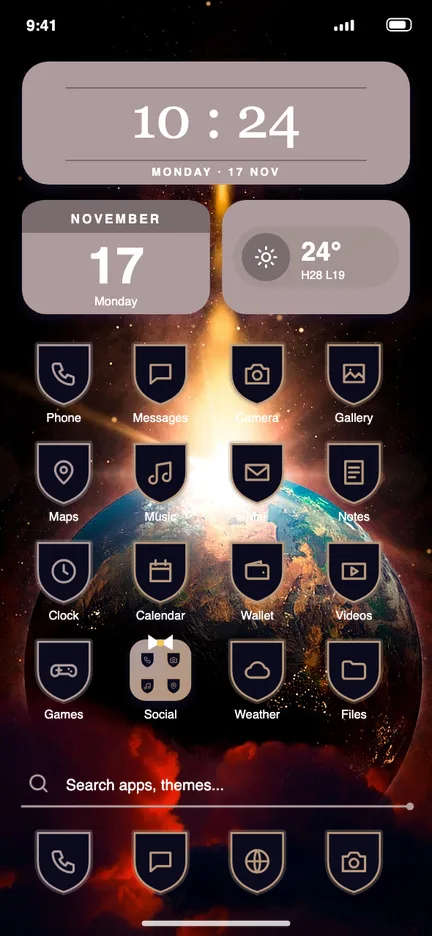 9:41
10 : 24
MONDAY · 17 NOV
NOVEMBER
17
Monday
24°
H28 L19
Phone Messages Camera Gallery
Maps Music Mail Notes
Clock Calendar Wallet Videos
Games Social Weather Files
Search apps, themes...